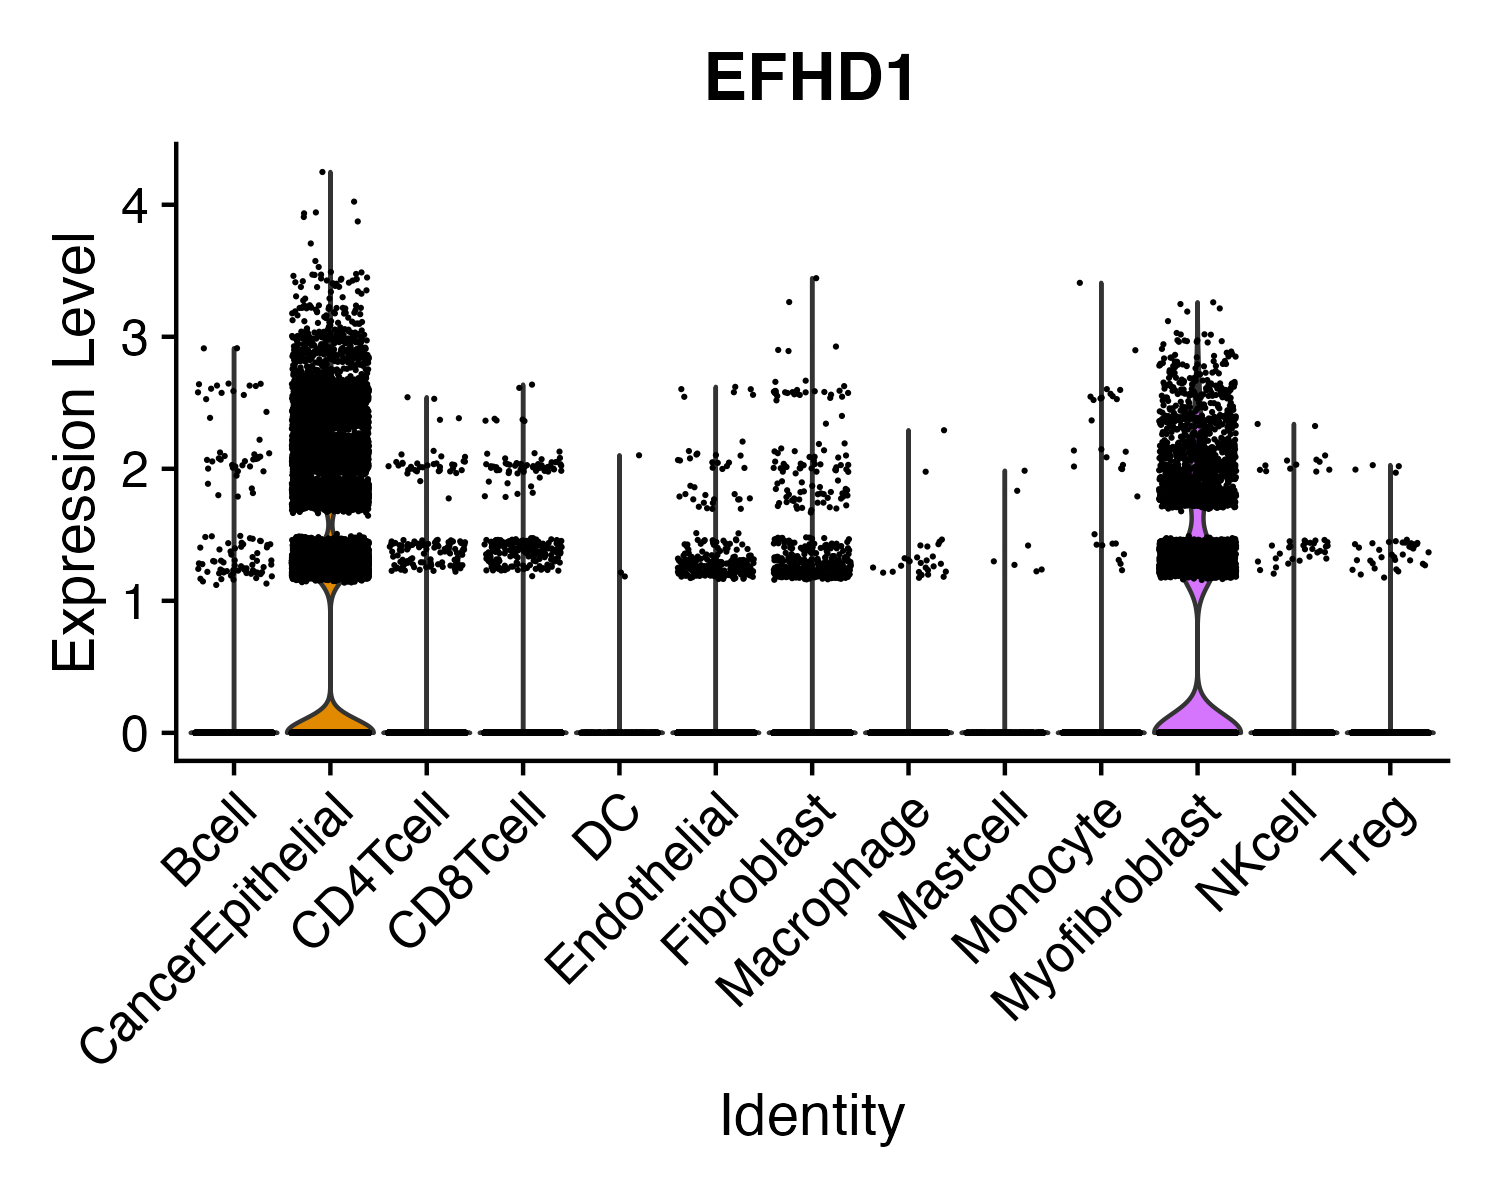 EFHD1
Expression Level
4
3
2
1
0
Bcell
CancerEpithelial
CD4Tcell
CD8Tcell
DC
Endothelial
Fibroblast
Macrophage
Mastcell
Monocyte
Myofibroblast
NKcell
Treg
Identity